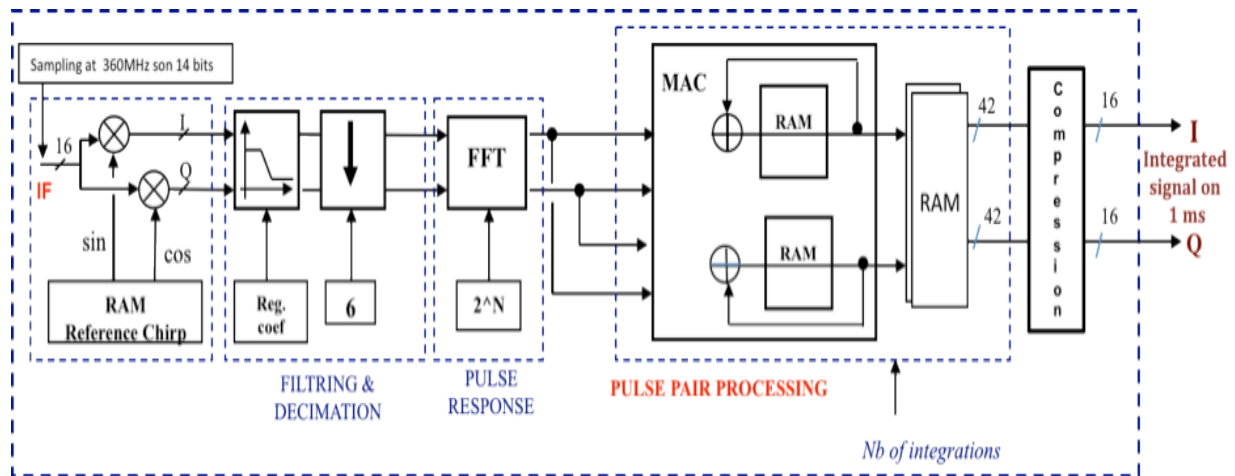 Sampling at 360MHz son 14 bits
16
IF
I
Q
sin
cos
RAM
Reference Chirp
Reg.
coef
6
FILTRING &
DECIMATION
FFT
2^N
PULSE
RESPONSE
MAC
RAM
RAM
RAM
PULSE PAIR PROCESSING
Nb of integrations
42
42
Compression
16
16
I
Integrated
signal on
1 ms
Q